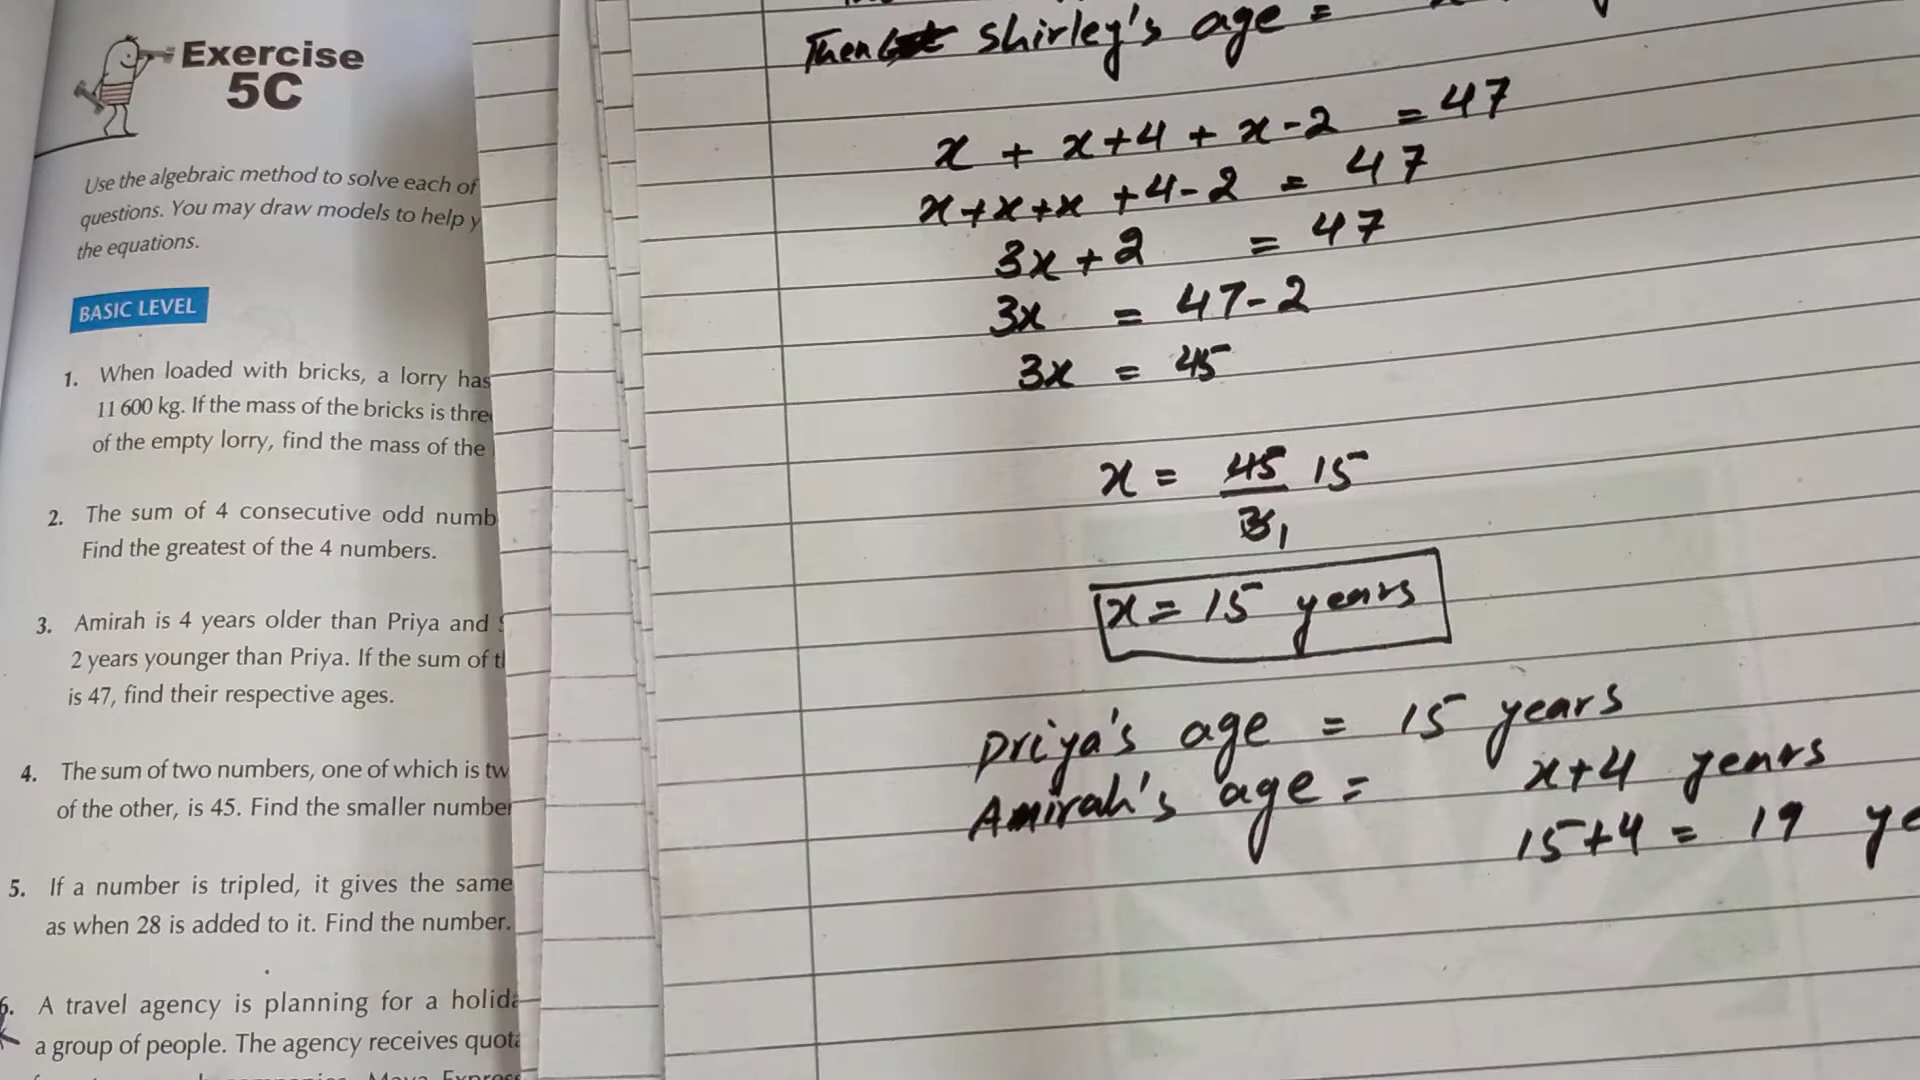 Exercise
5C
Use the algebraic method to solve each of
questions. You may draw models to help y
the equations.
BASIC LEVEL
1. When loaded with bricks, a lorry has
11 600 kg. If the mass of the bricks is thre
of the empty lorry, find the mass of the
2. The sum of 4 consecutive odd numb
Find the greatest of the 4 numbers.
3. Amirah is 4 years older than Priya and
2 years younger than Priya. If the sum of t
is 47, find their respective ages.
4. The sum of two numbers, one of which is tw
of the other, is 45. Find the smaller number
5. If a number is tripled, it gives the same
as when 28 is added to it. Find the number.
6. A travel agency is planning for a holida
a group of people. The agency receives quota
Maya Express
Then Shirley's age =
x + x+4 + x-2 = 47
x+x+x +4-2 = 47
3x+2 = 47
3x = 47-2
3x = 45
x = 45 15
3 1
x = 15 years
Priya's age = 15 years
Amirah's age = x+4 years
15+4 = 19 ye